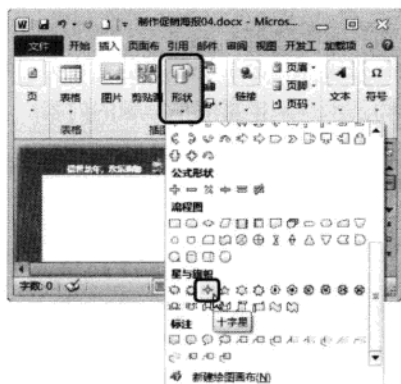 制作促销海报04.docx - Micros...
文件 开始 插入 页面布 引用 邮件 审阅 视图 开发工 加载项
页 表格 图片 剪贴画 形状 链接 页眉 页脚 页码 文本 符号
表格 插图
公式形状
流程图
星与旗帜
十字星
标注
新建绘图画布(N)
字数: 0